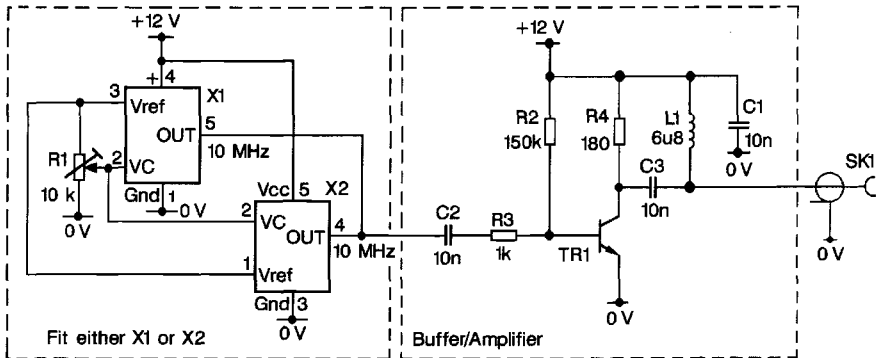 +12 V
+ 4
3
Vref
X1
OUT
5
10 MHz
R1
10 k
0 V
2
VC
Gnd
1
0 V
Vcc
5
X2
2
VC
OUT
4
10 MHz
1
Vref
Gnd
3
0 V
Fit either X1 or X2
C2
10n
R3
1k
+12 V
R2
150k
R4
180
L1
6u8
C1
10n
0 V
C3
10n
TR1
0 V
SK1
0 V
Buffer/Amplifier